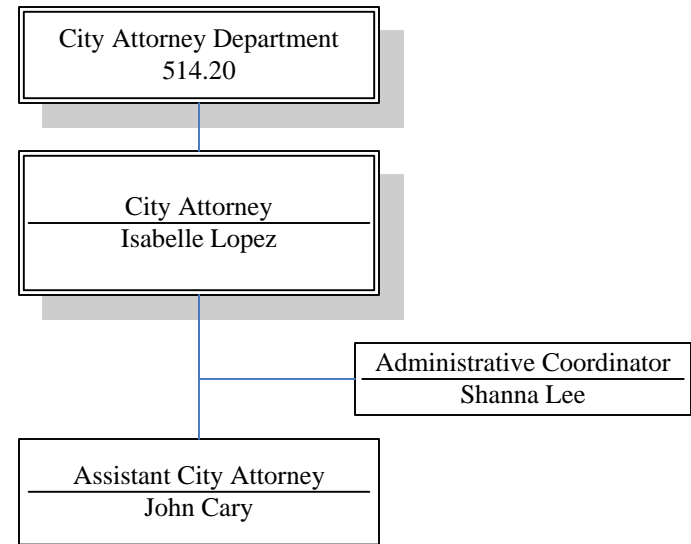 City Attorney Department
514.20
City Attorney
Isabelle Lopez
Administrative Coordinator
Shanna Lee
Assistant City Attorney
John Cary